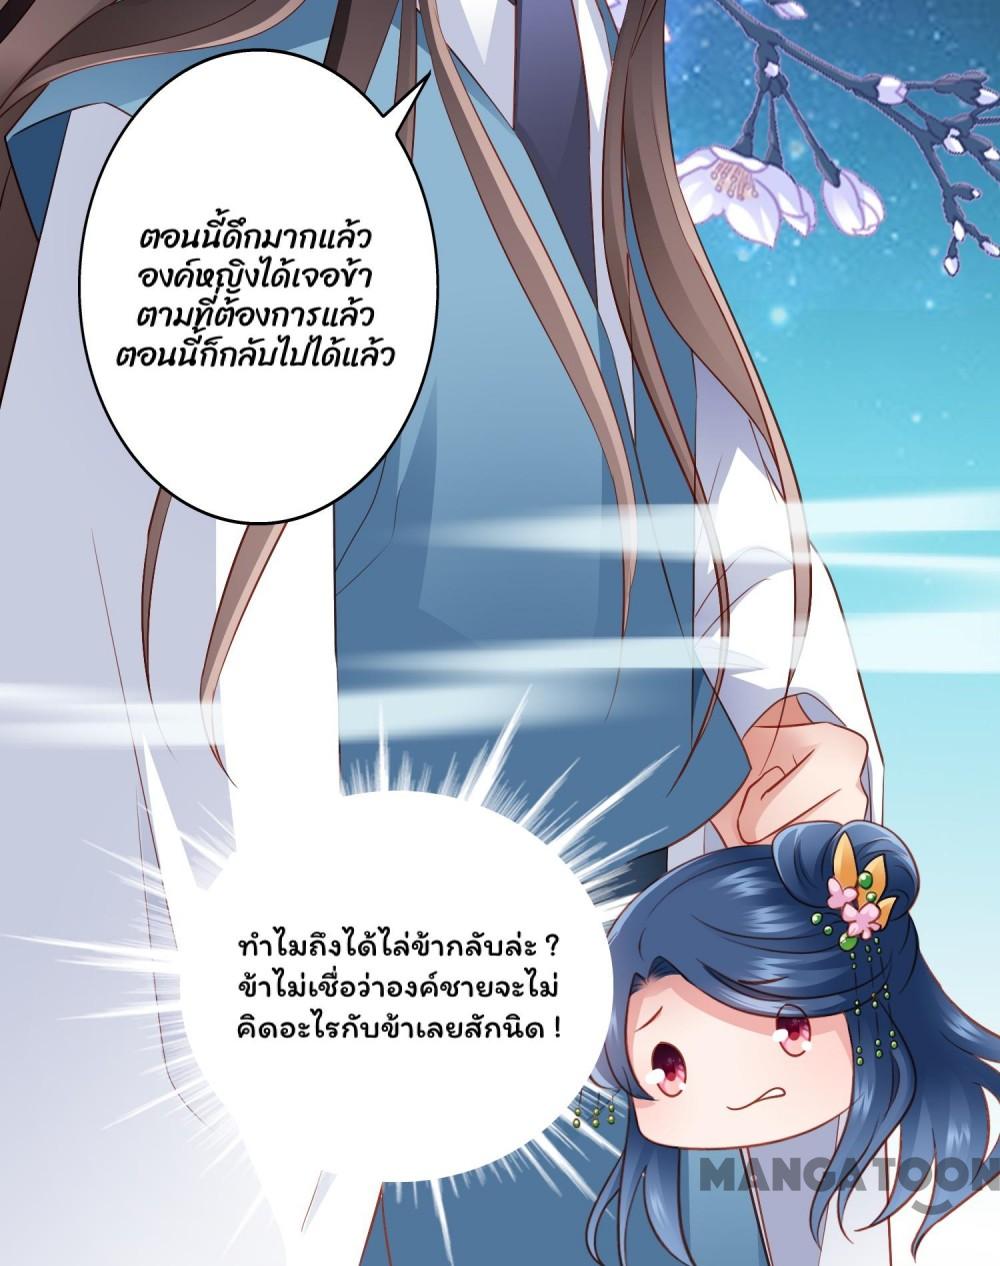 ตอนนี้ดึกมากแล้ว
องค์หญิงได้เจอข้า
ตามที่ต้องการแล้ว
ตอนนี้ก็กลับไปได้แล้ว
ทำไมถึงได้ไล่ข้ากลับล่ะ ?
ข้าไม่เชื่อว่าองค์ชายจะไม่
คิดอะไรกับข้าเลยสักนิด !
MANGATOON